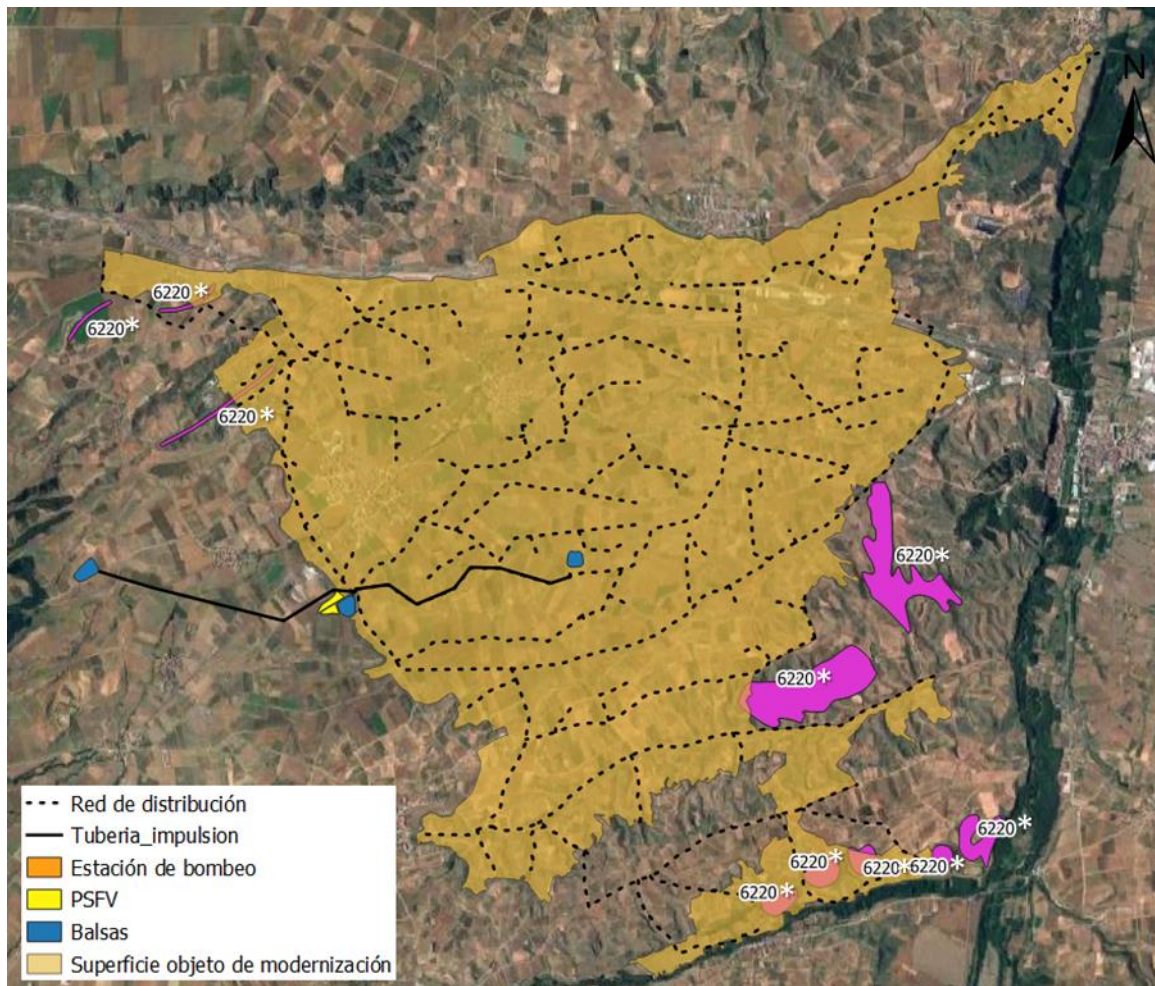 N
6220*
6220*
6220*
6220*
6220*
6220*
6220*
6220*
6220*
6220*
Red de distribución
Tuberia_impulsion
Estación de bombeo
PSFV
Balsas
Superficie objeto de modernización